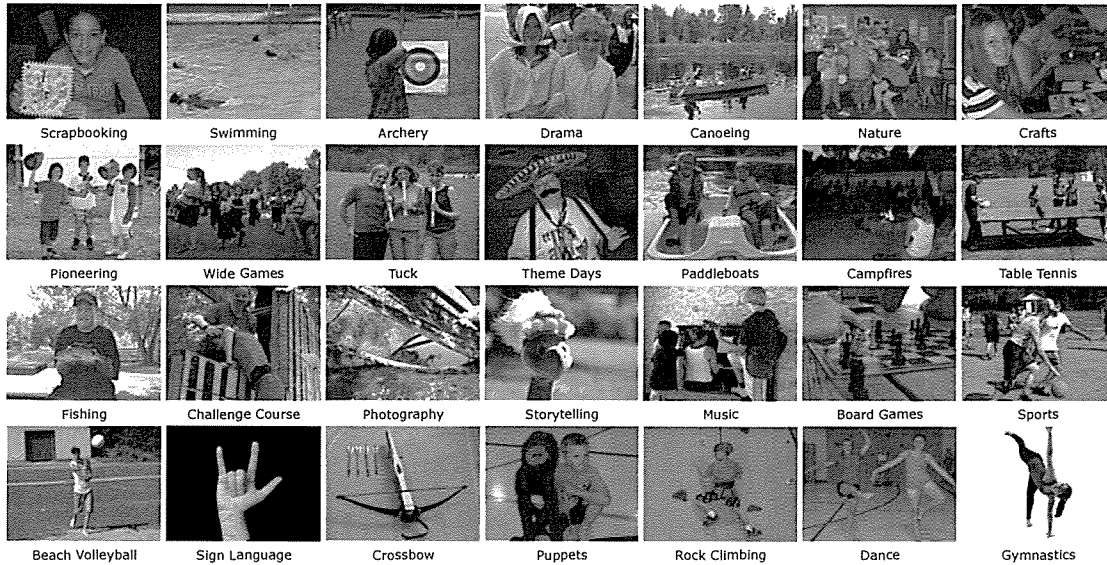 Scrapbooking Swimming Archery Drama Canoeing Nature Crafts
Pioneering Wide Games Tuck Theme Days Paddleboats Campfires Table Tennis
Fishing Challenge Course Photography Storytelling Music Board Games Sports
Beach Volleyball Sign Language Crossbow Puppets Rock Climbing Dance Gymnastics